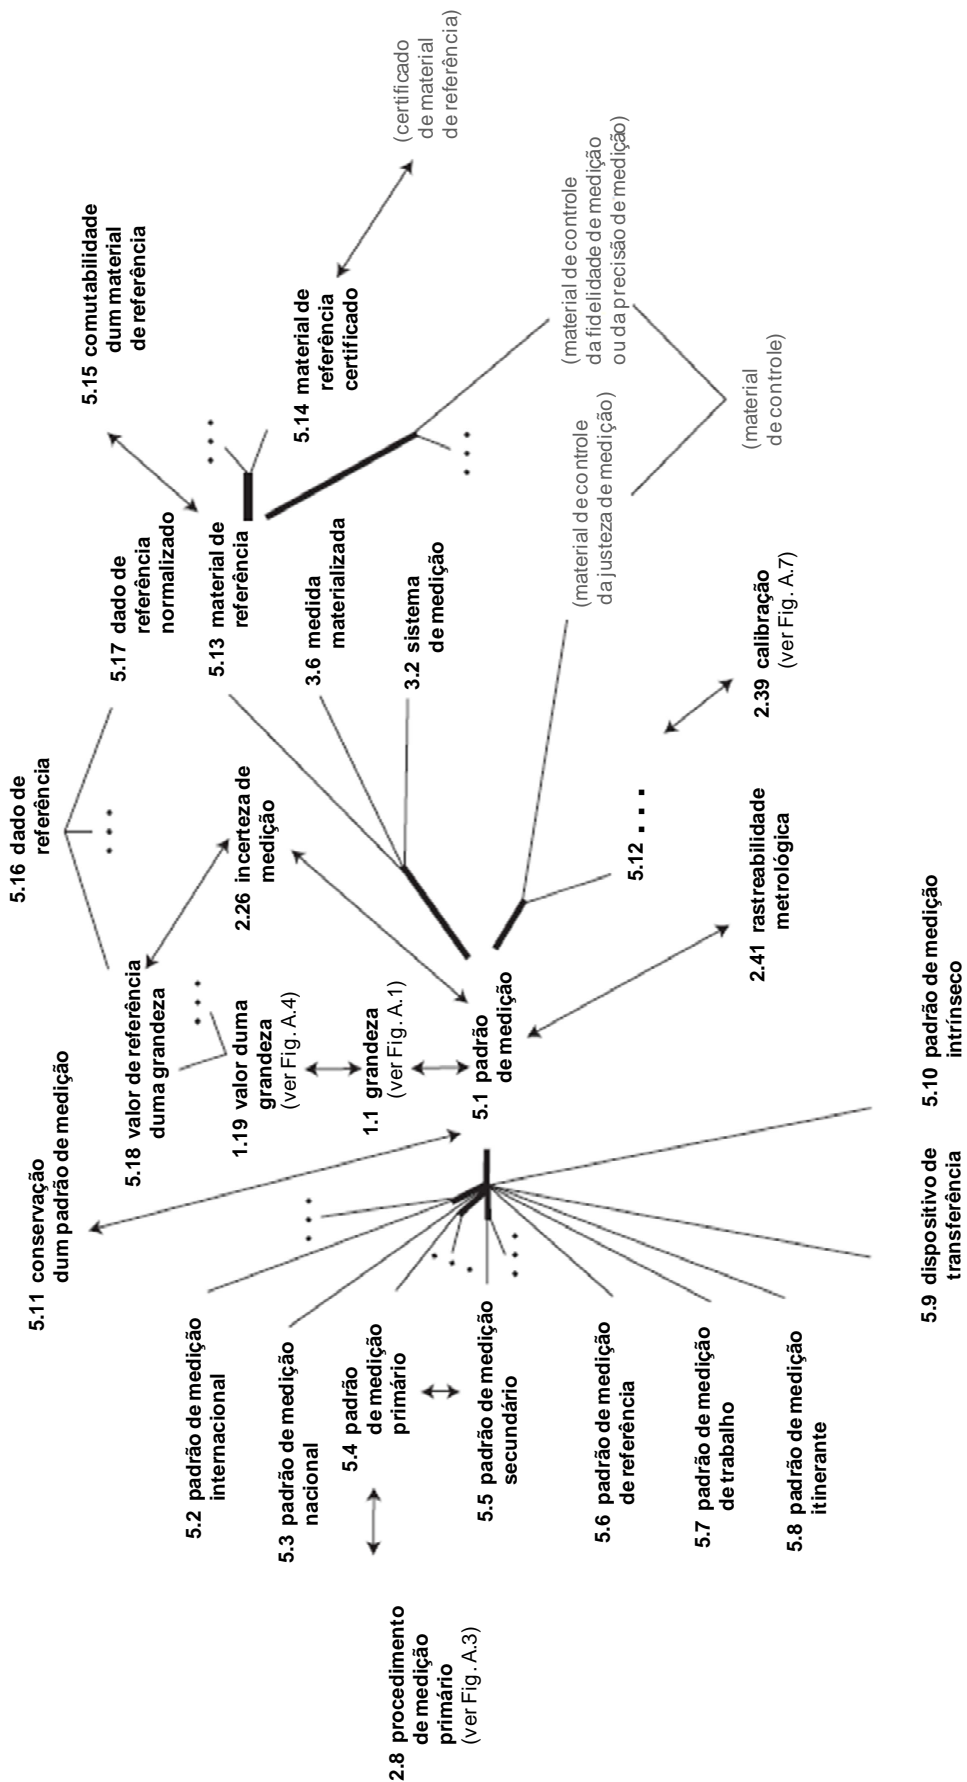 5.16 dado de
referência
5.11 conservação
dum padrão de medição
5.17 dado de
referência
normalizado
5.15 comutabilidade
dum material
de referência
5.18 valor de referência
duma grandeza
• • •
• • •
2.26 incerteza de
medição
5.13 material de
referência
• • •
(certificado
de material
de referência)
5.2 padrão de medição
internacional
• • •
1.19 valor duma
grandeza
(ver Fig. A.4)
3.6 medida
materializada
5.14 material de
referência
certificado
5.3 padrão de medição
nacional
1.1 grandeza
(ver Fig. A.1)
3.2 sistema
de medição
• • •
2.8 procedimento
de medição
primário
(ver Fig. A.3)
5.4 padrão
de medição
primário
• • •
5.1 padrão
de medição
5.5 padrão de medição
secundário
• • •
(material de controle
da justeza de medição)
(material de controle
da fidelidade de medição
ou da precisão de medição)
5.6 padrão de medição
de referência
5.12 . . .
5.7 padrão de medição
de trabalho
2.41 rastreabilidade
metrológica
2.39 calibração
(ver Fig. A.7)
(material
de controle)
5.8 padrão de medição
itinerante
5.9 dispositivo de
transferência
5.10 padrão de medição
intrínseco